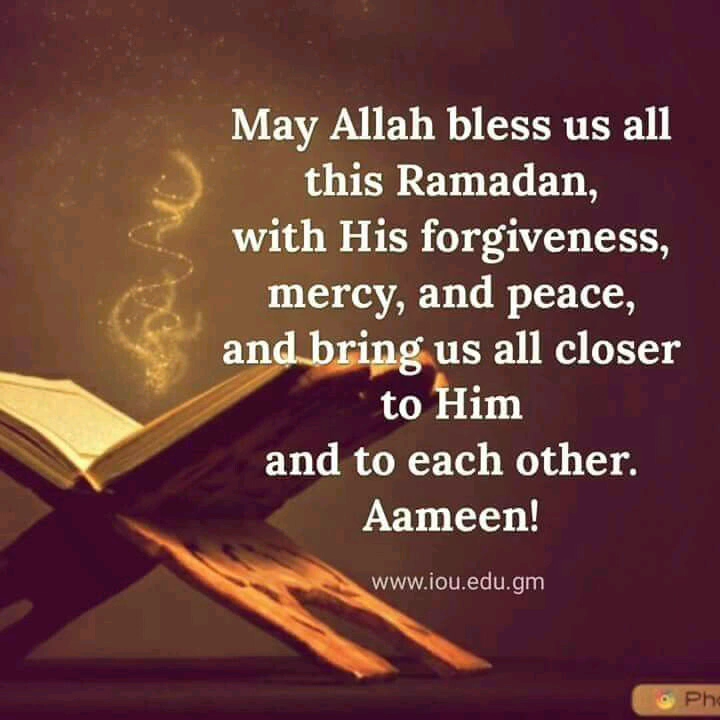 May Allah bless us all
this Ramadan,
with His forgiveness,
mercy, and peace,
and bring us all closer
to Him
and to each other.
Aameen!
www.iou.edu.gm